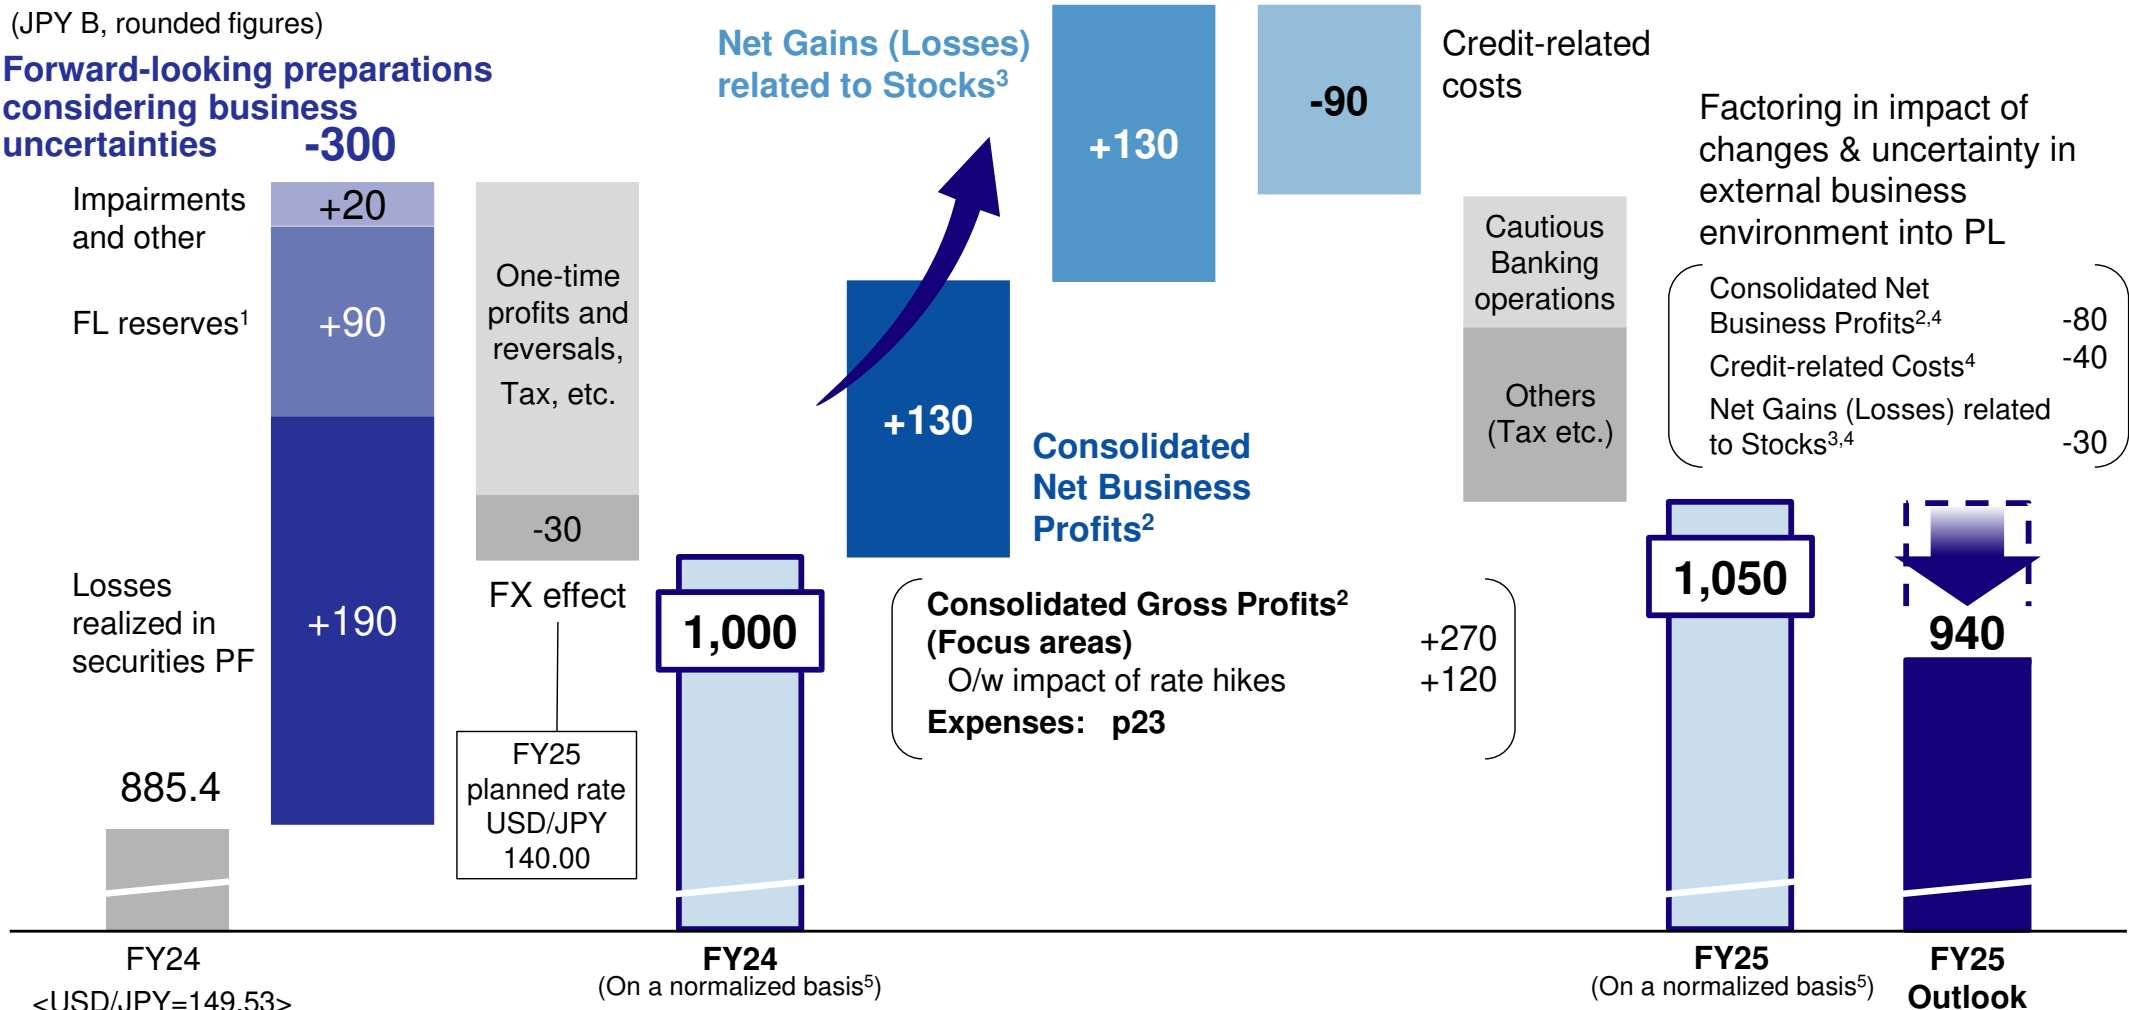 (JPY B, rounded figures)
Forward-looking preparations
considering business
uncertainties
-300
Impairments
and other
+20
FL reserves¹
+90
Losses
realized in
securities PF
+190
885.4
One-time
profits and
reversals,
Tax, etc.
-30
FX effect
FY25
planned rate
USD/JPY
140.00
1,000
Net Gains (Losses)
related to Stocks³
+130
+130
Consolidated
Net Business
Profits²
Consolidated Gross Profits²
(Focus areas) +270
O/w impact of rate hikes +120
Expenses: p23
-90
Credit-related
costs
Cautious
Banking
operations
Others
(Tax etc.)
Factoring in impact of
changes & uncertainty in
external business
environment into PL
Consolidated Net
Business Profits²,⁴ -80
Credit-related Costs⁴ -40
Net Gains (Losses) related
to Stocks³,⁴ -30
1,050
940
FY24
<USD/JPY=149.53>
FY24
(On a normalized basis⁵)
FY25
(On a normalized basis⁵)
FY25
Outlook